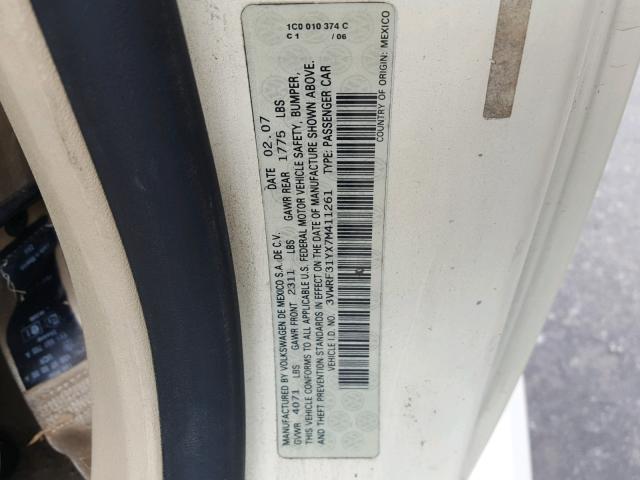 1C0 010 374 C
C 1 / 06
MANUFACTURED BY VOLKSWAGEN DE MEXICO S.A. DE C.V. DATE 02.07
GVWR 4071 LBS GAWR FRONT 2311 LBS GAWR REAR 1775 LBS
THIS VEHICLE CONFORMS TO ALL APPLICABLE U.S. FEDERAL MOTOR VEHICLE SAFETY, BUMPER,
AND THEFT PREVENTION STANDARDS IN EFFECT ON THE DATE OF MANUFACTURE SHOWN ABOVE.
VEHICLE I.D. NO. 3VWRF31YX7M411261 TYPE: PASSENGER CAR
COUNTRY OF ORIGIN: MEXICO